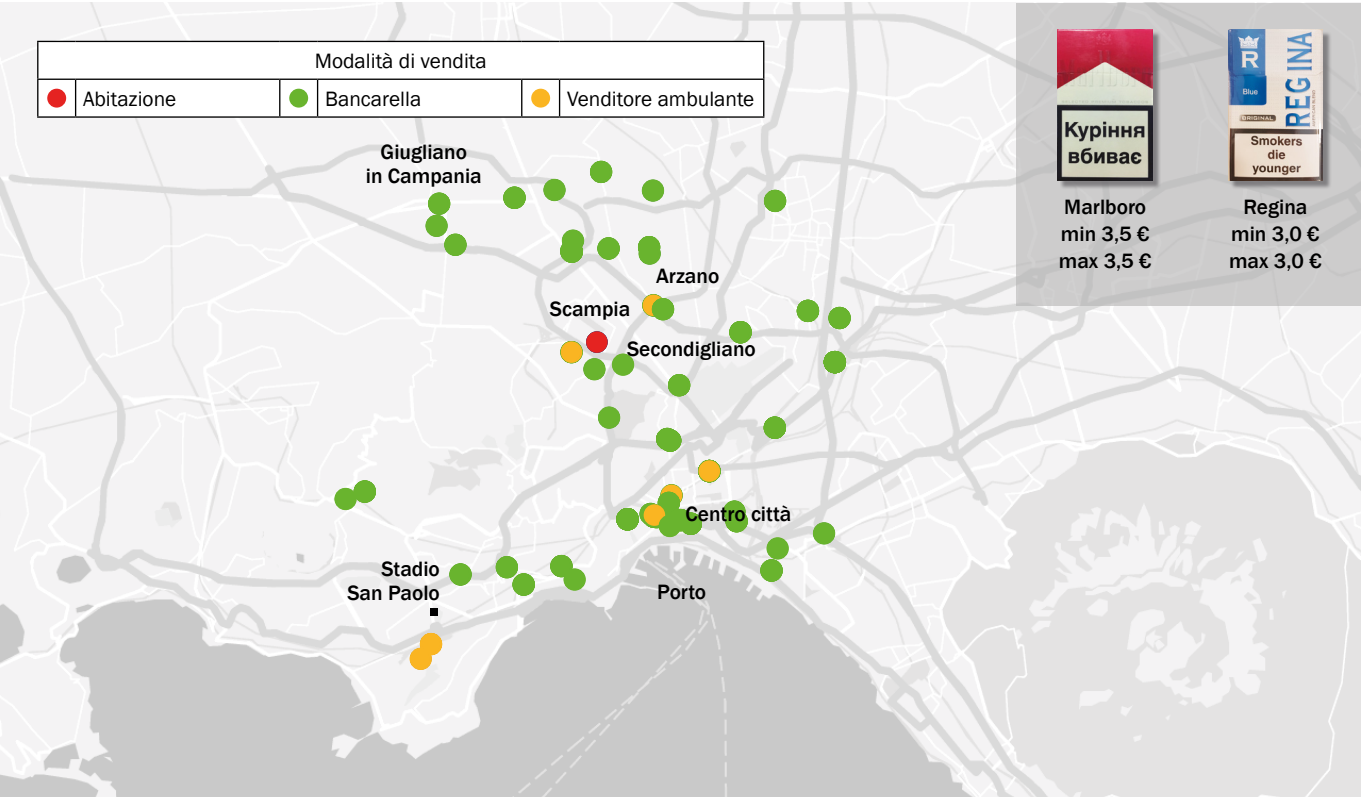 Modalità di vendita
Abitazione
Bancarella
Venditore ambulante
Giugliano
in Campania
Arzano
Scampia
Secondigliano
Centro città
Stadio
San Paolo
Porto
Куріння
вбиває
R
Blue
ORIGINAL
REGINA
Smokers
die
younger
Marlboro
min 3,5 €
max 3,5 €
Regina
min 3,0 €
max 3,0 €